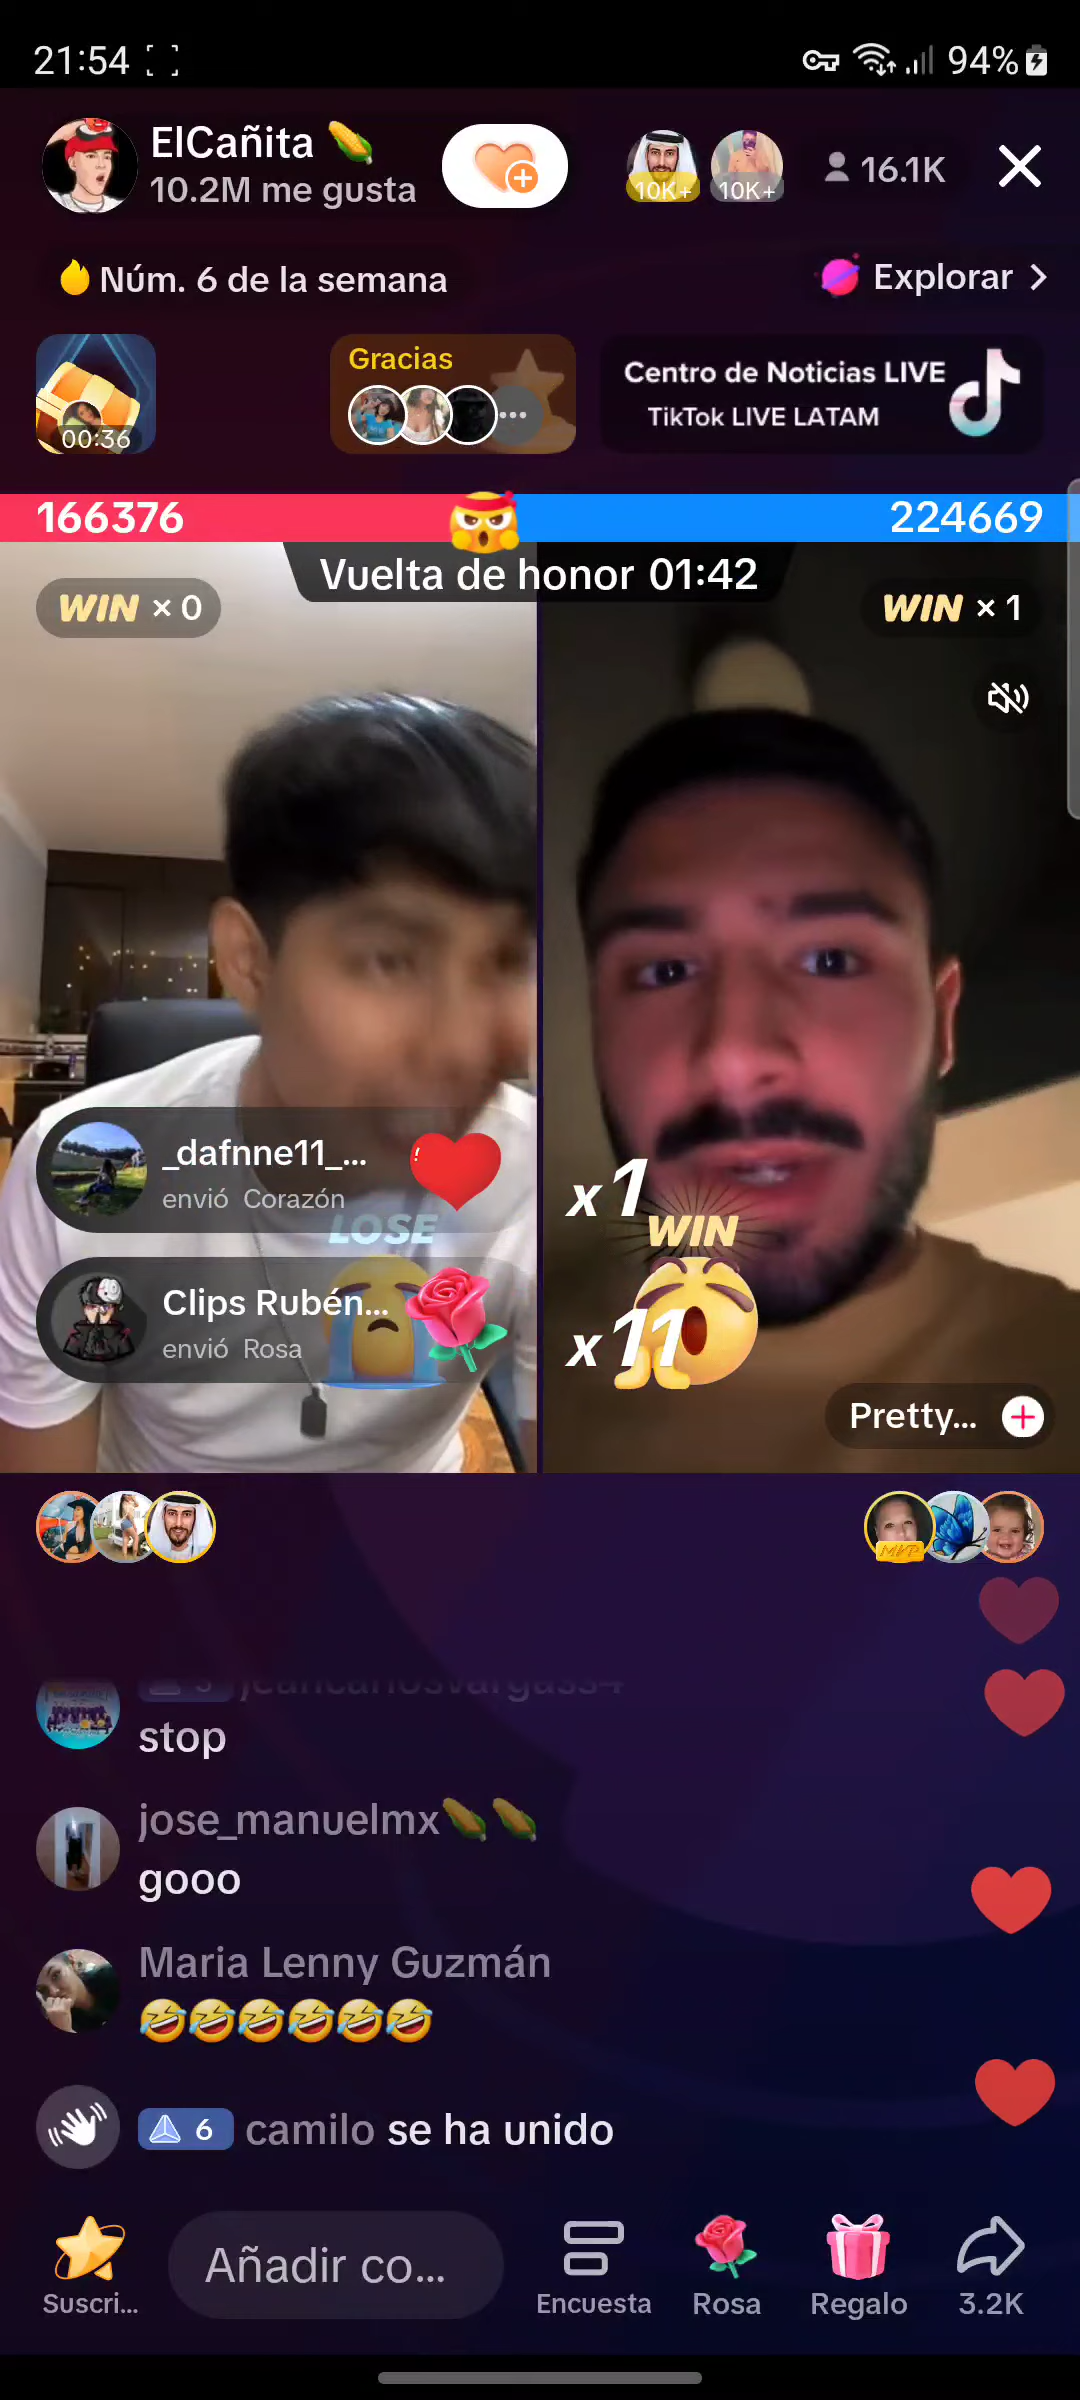 21:54
94%
ElCañita 🌽
10.2M me gusta
10K+
10K+
16.1K
Núm. 6 de la semana
Explorar
00:36
Gracias
...
Centro de Noticias LIVE
TikTok LIVE LATAM
166376
224669
Vuelta de honor 01:42
WIN × 0
WIN × 1
_dafnne11_...
envió Corazón
x1
LOSE
WIN
Clips Rubén...
envió Rosa
x11
Pretty...
MVP
stop
jose_manuelmx🌽🌽
gooo
Maria Lenny Guzmán
🤣🤣🤣🤣🤣🤣
6 camilo se ha unido
Suscri...
Añadir co...
Encuesta
Rosa
Regalo
3.2K